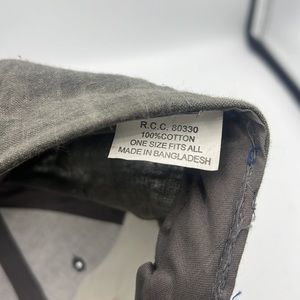 R.C.C. 80330
100%COTTON
ONE SIZE FITS ALL
MADE IN BANGLADESH